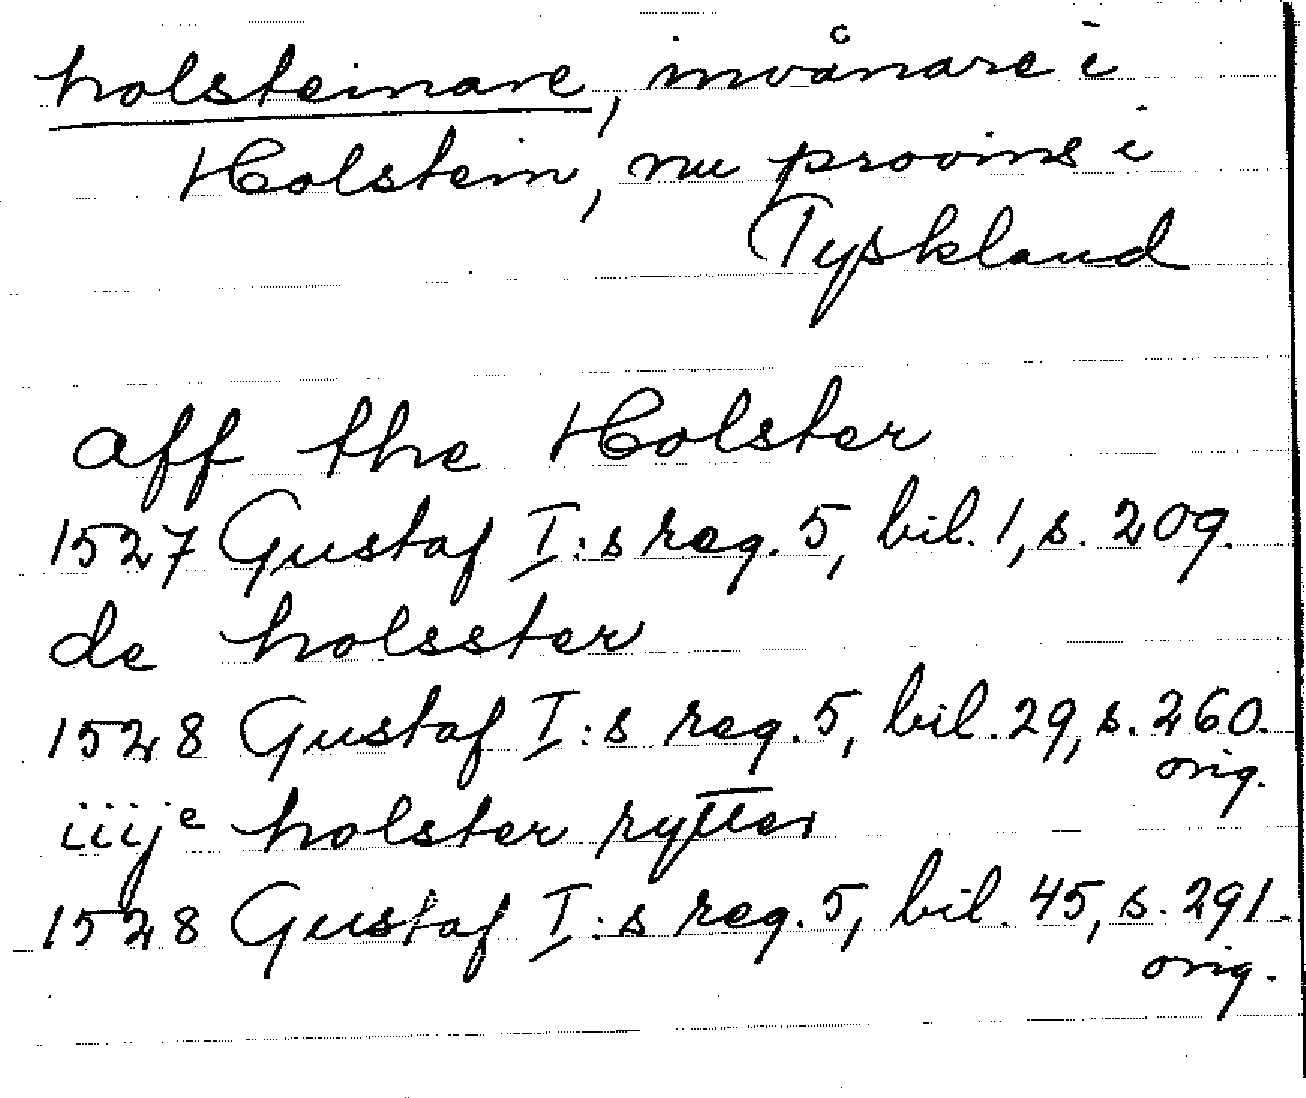 holsteinare, invånare i
Holstein, nu provins i
Tyskland
aff the Holster
1527 Gustaf I:s reg. 5, bil. 1, s. 209.
de holsster
1528 Gustaf I:s reg. 5, bil. 29, s. 260.
orig.
iiijᵉ holster rytter
1528 Gustaf I:s reg. 5, bil. 45, s. 291.
orig.